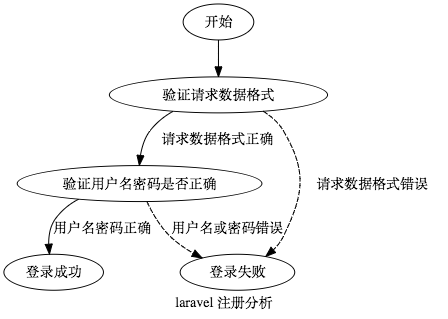 开始
验证请求数据格式
请求数据格式正确
请求数据格式错误
验证用户名密码是否正确
用户名密码正确
用户名或密码错误
登录成功
登录失败
laravel 注册分析